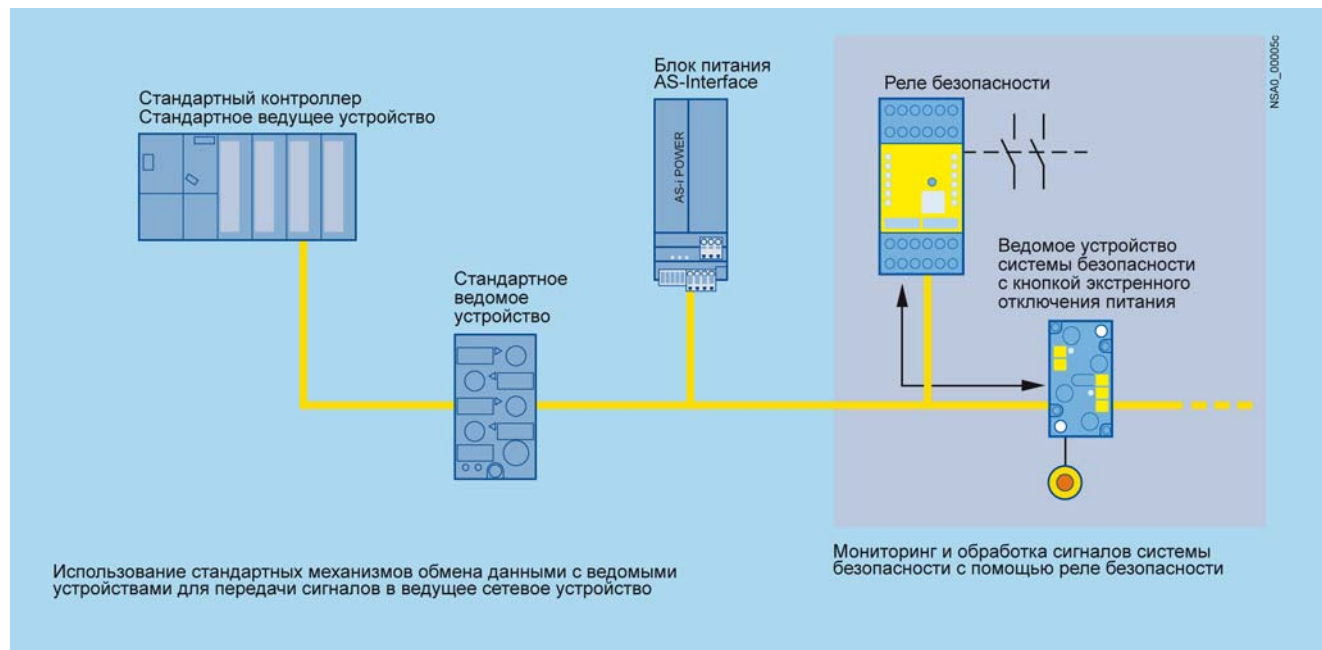 Стандартный контроллер
Стандартное ведущее устройство
Блок питания
AS-Interface
AS-i POWER
Реле безопасности
NSA0_00005c
Стандартное
ведомое
устройство
Ведомое устройство
системы безопасности
с кнопкой экстренного
отключения питания
Использование стандартных механизмов обмена данными с ведомыми
устройствами для передачи сигналов в ведущее сетевое устройство
Мониторинг и обработка сигналов системы
безопасности с помощью реле безопасности